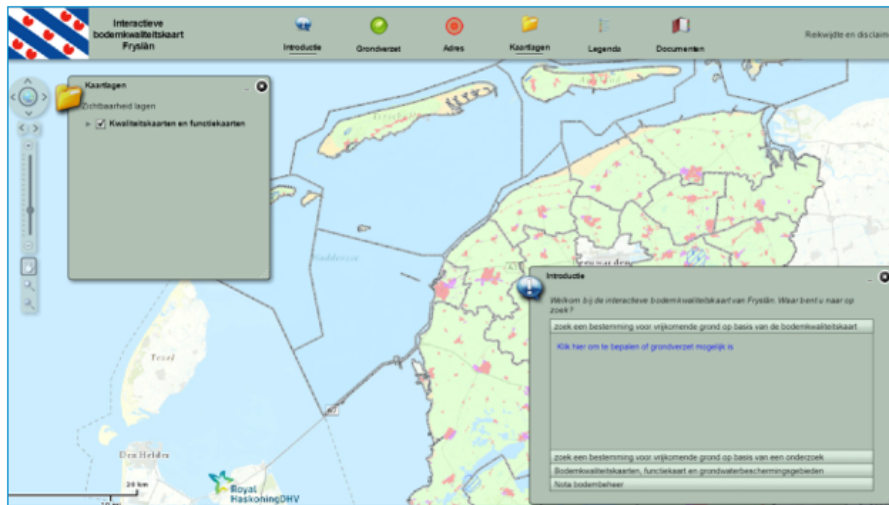 Interactieve
bodemkwaliteitskaart
Fryslân
Introductie
Grondverzet
Adres
Kaartlagen
Legenda
Documenten
Reikwijdte en disclaime
Kaartlagen
Zichtbaarheid lagen
Kwaliteitskaarten en functiekaarten
Texel
Den Helder
20 km
Royal
HaskoningDHV
Introductie
Welkom bij de interactieve bodemkwaliteitskaart van Fryslân. Waar bent u naar op
zoek?
zoek een bestemming voor vrijkomende grond op basis van de bodemkwaliteitskaart
Klik hier om te bepalen of grondverzet mogelijk is
zoek een bestemming voor vrijkomende grond op basis van een onderzoek
Bodemkwaliteitskaarten, functiekaart en grondwaterbeschermingsgebieden
Nota bodembeheer